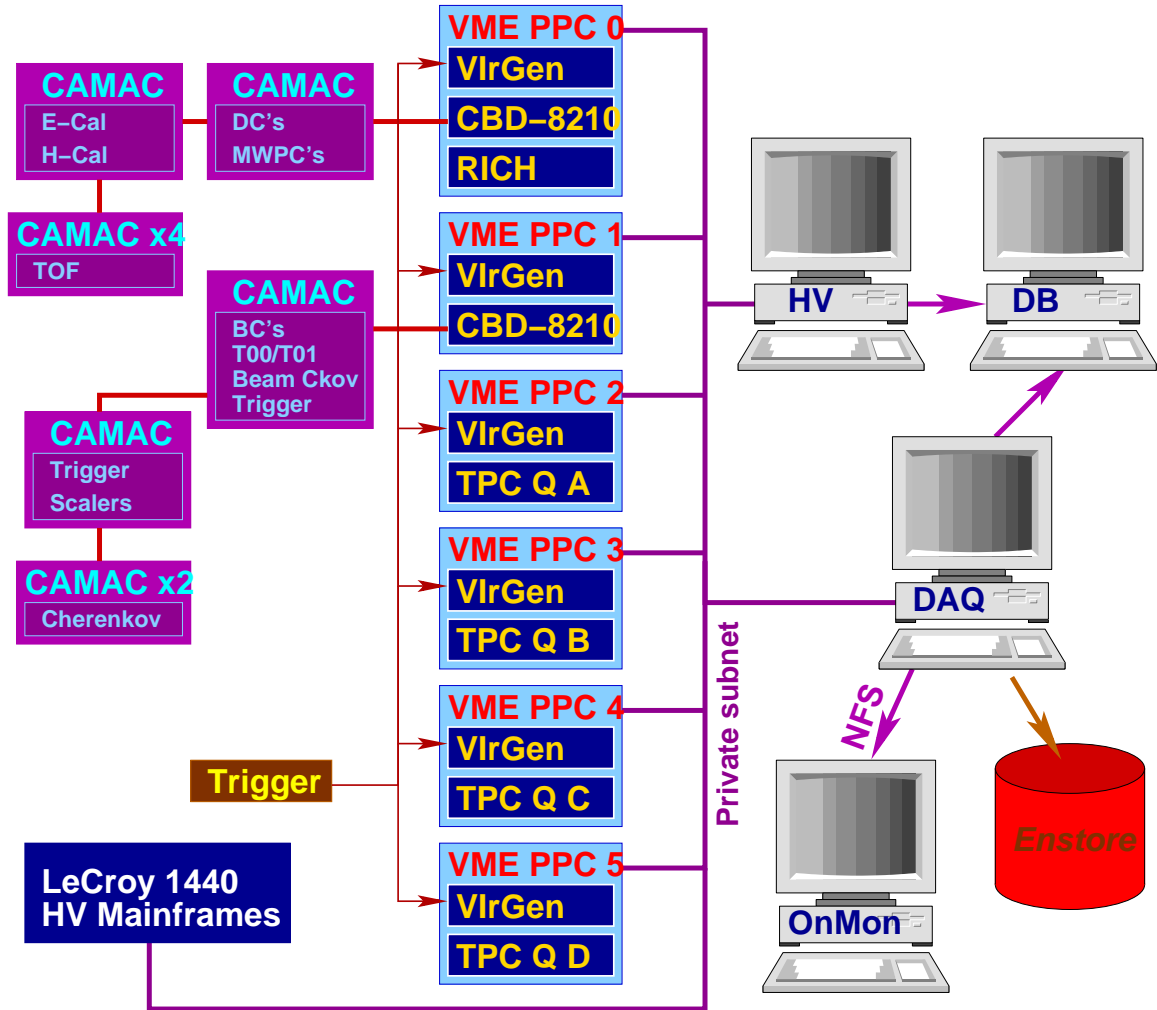 VME PPC 0
VIrGen
CBD–8210
RICH
CAMAC
E–Cal
H–Cal
CAMAC
DC's
MWPC's
CAMAC x4
TOF
VME PPC 1
VIrGen
CBD–8210
CAMAC
BC's
T00/T01
Beam Ckov
Trigger
CAMAC
Trigger
Scalers
CAMAC x2
Cherenkov
VME PPC 2
VIrGen
TPC Q A
VME PPC 3
VIrGen
TPC Q B
VME PPC 4
VIrGen
TPC Q C
Trigger
VME PPC 5
VIrGen
TPC Q D
LeCroy 1440
HV Mainframes
Private subnet
HV
DB
DAQ
NFS
OnMon
Enstore